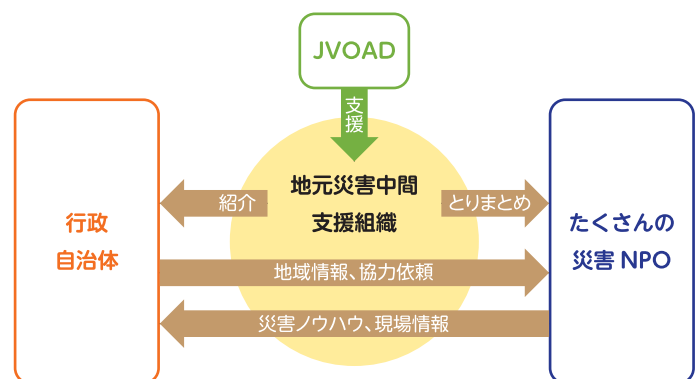 JVOAD
支援
地元災害中間
支援組織
紹介
とりまとめ
行政
自治体
たくさんの
災害 NPO
地域情報、協力依頼
災害ノウハウ、現場情報